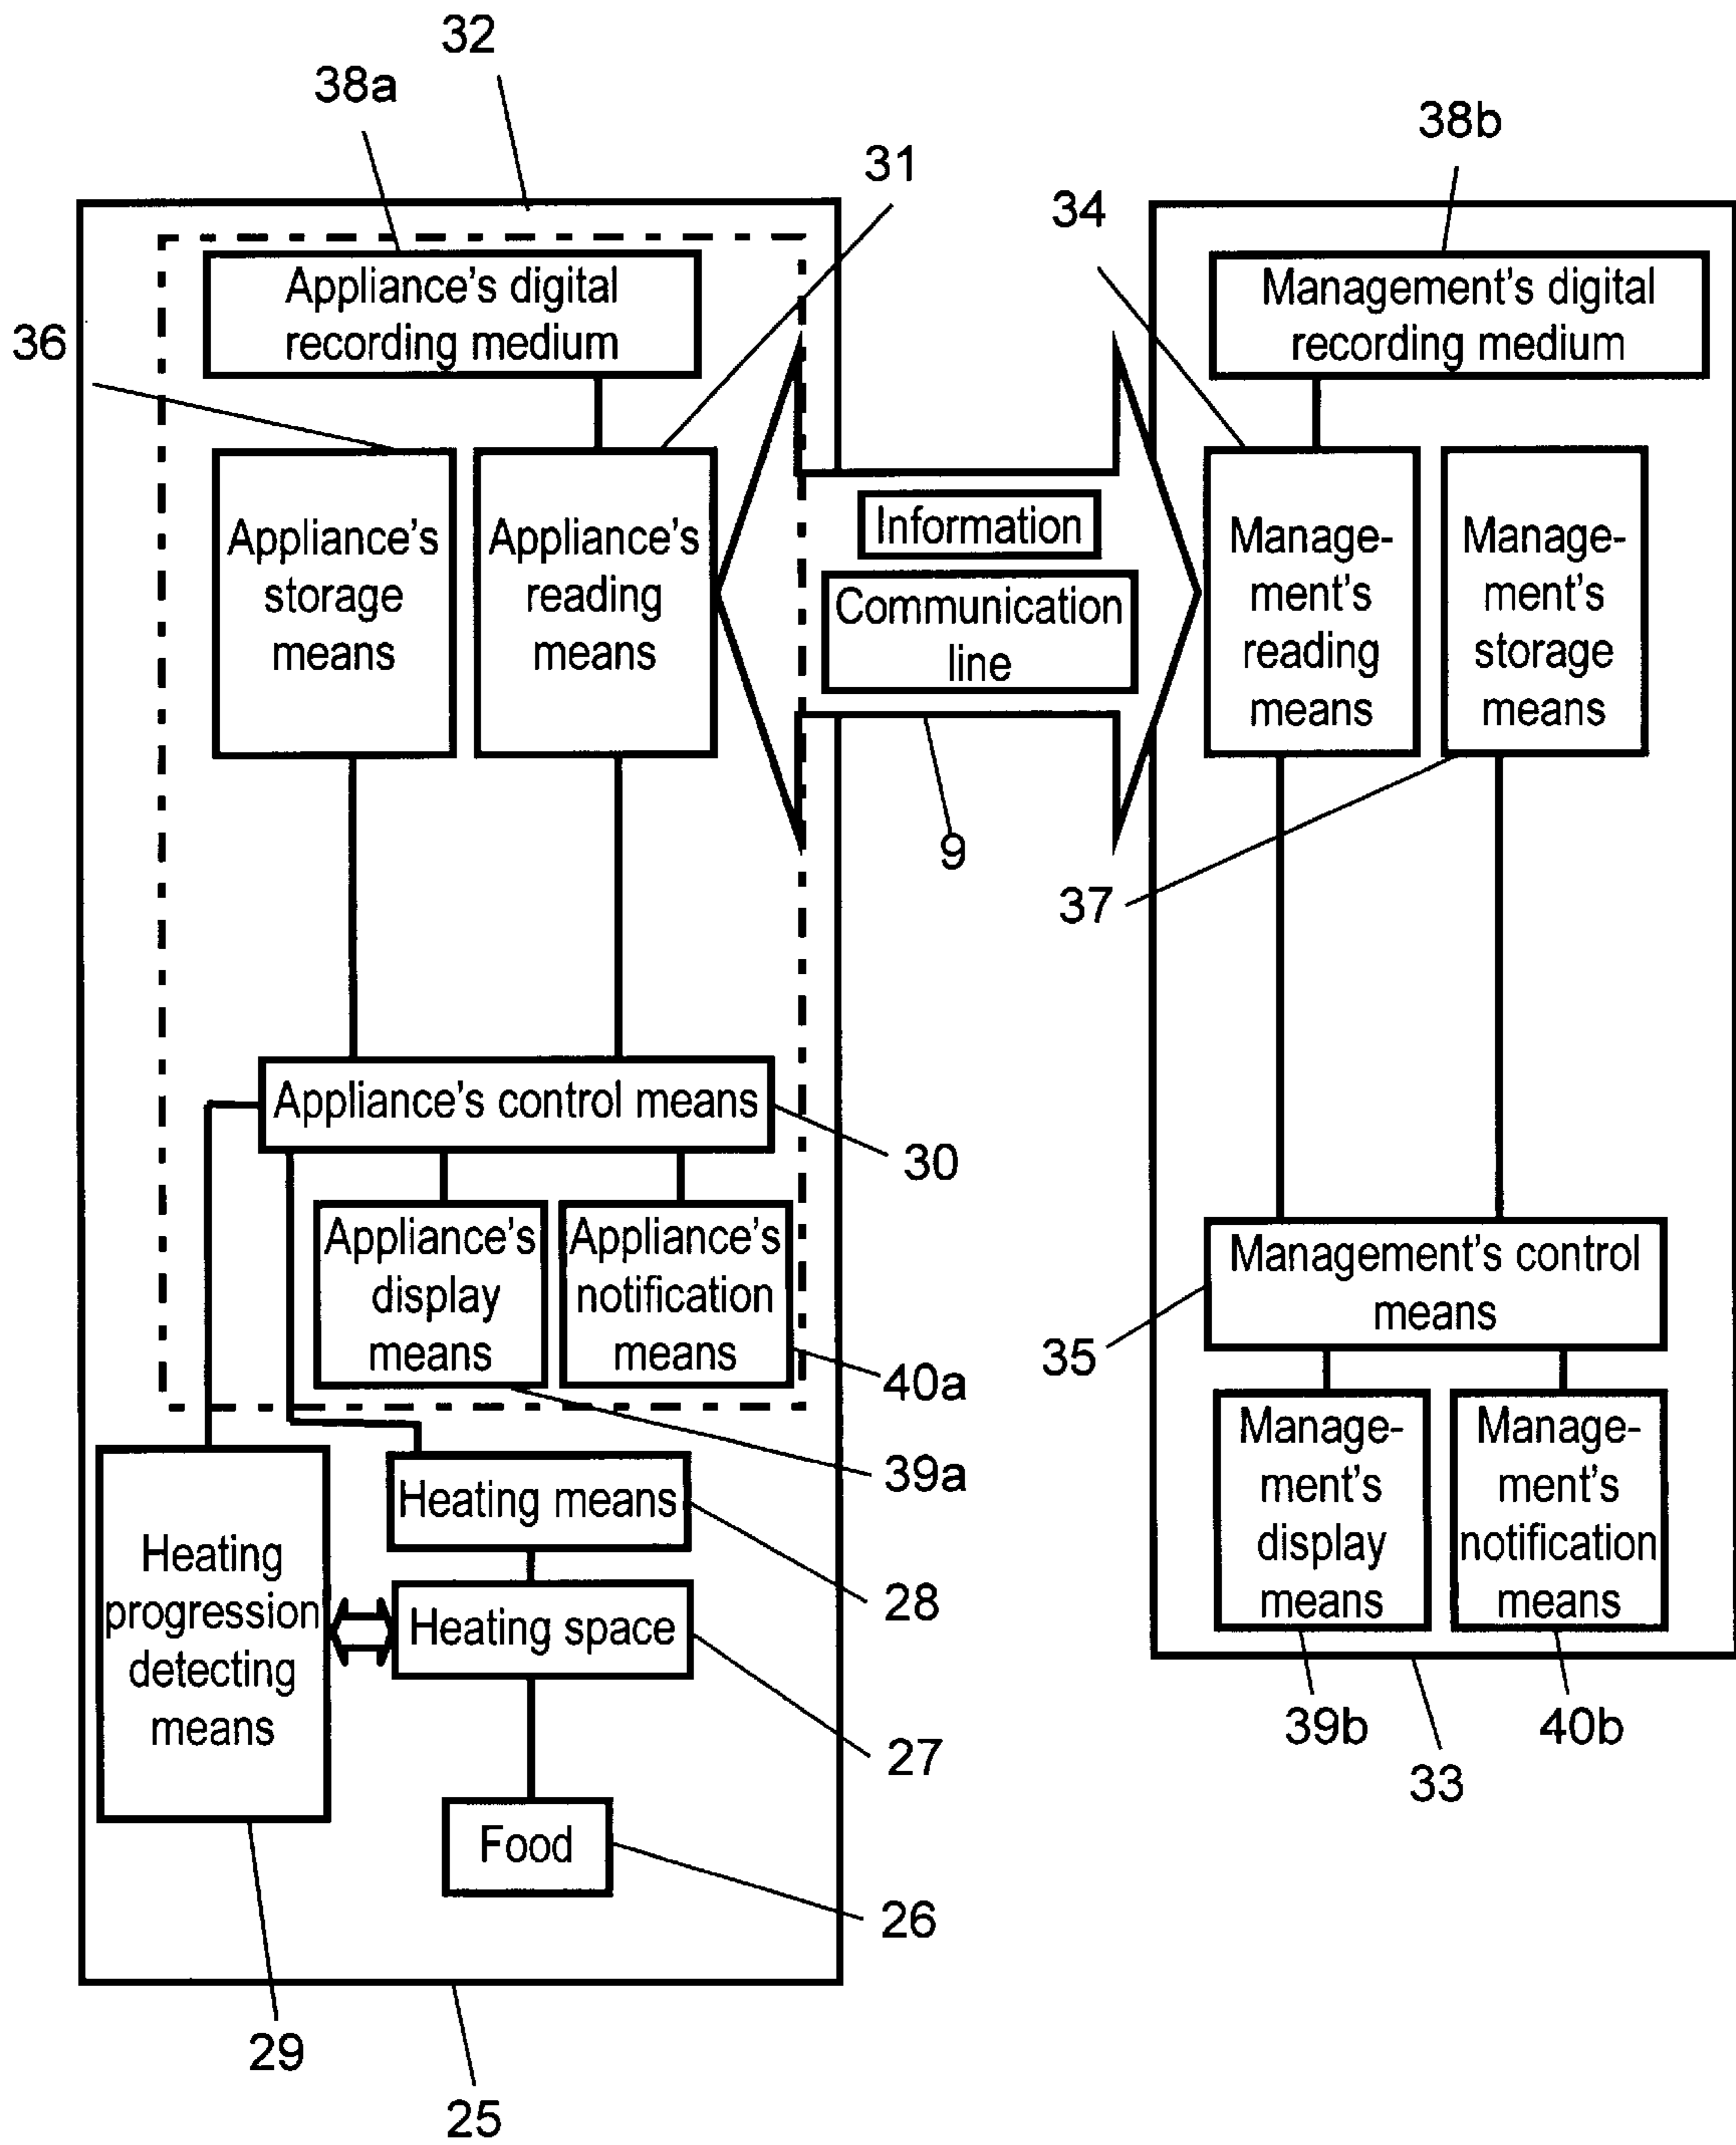 32
38a
38b
31
34
Appliance's digital
recording medium
Management's digital
recording medium
36
Appliance's
storage
means
Appliance's
reading
means
Information
Communication
line
Manage-
ment's
reading
means
Manage-
ment's
storage
means
9
37
Appliance's control means
30
Appliance's
display
means
Appliance's
notification
means
Management's control
means
35
40a
39a
Manage-
ment's
display
means
Manage-
ment's
notification
means
Heating means
Heating
progression
detecting
means
28
Heating space
39b
40b
27
33
Food
26
29
25